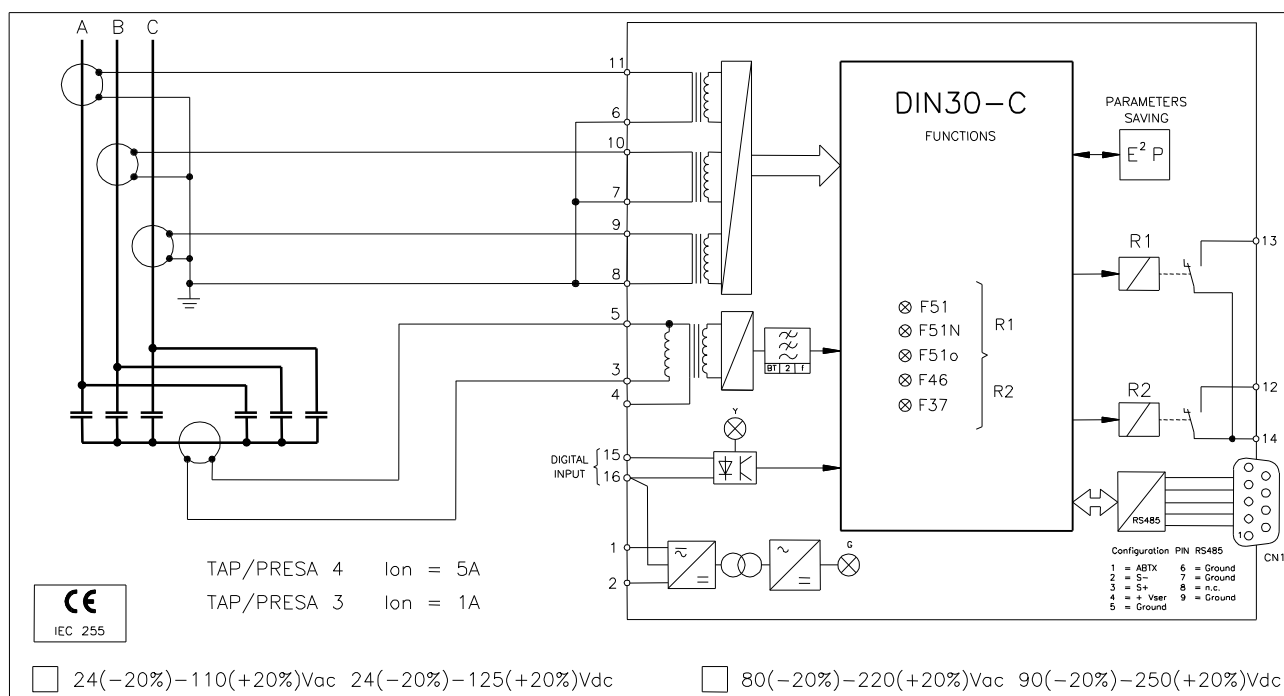 A B C
11
6
10
7
9
8
5
3
4
DIN30-C
FUNCTIONS
PARAMETERS
SAVING
E² P
F51
F51N
F51o
F46
F37
R1
R2
R1
R2
13
12
14
BT 2 f
Y
DIGITAL
INPUT
15
16
1
2
G
RS485
1
CN1
Configuration PIN RS485
1 = ABTX 6 = Ground
2 = S- 7 = Ground
3 = S+ 8 = n.c.
4 = + Vser 9 = Ground
5 = Ground
TAP/PRESA 4 Ion = 5A
TAP/PRESA 3 Ion = 1A
CE
IEC 255
24(-20%)-110(+20%)Vac 24(-20%)-125(+20%)Vdc
80(-20%)-220(+20%)Vac 90(-20%)-250(+20%)Vdc